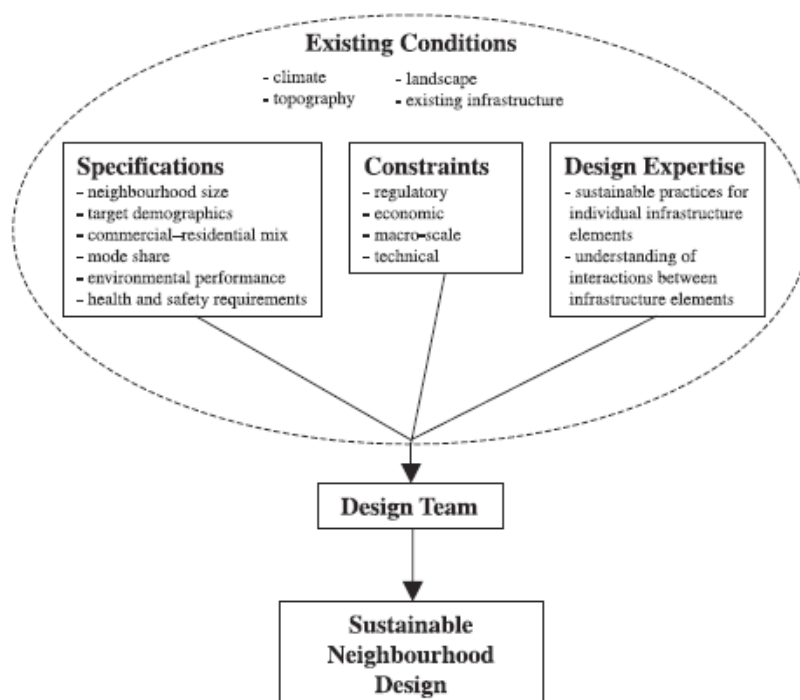 Existing Conditions
- climate
- landscape
- topography
- existing infrastructure
Specifications
- neighbourhood size
- target demographics
- commercial–residential mix
- mode share
- environmental performance
- health and safety requirements
Constraints
- regulatory
- economic
- macro-scale
- technical
Design Expertise
- sustainable practices for
individual infrastructure
elements
- understanding of
interactions between
infrastructure elements
Design Team
Sustainable
Neighbourhood
Design